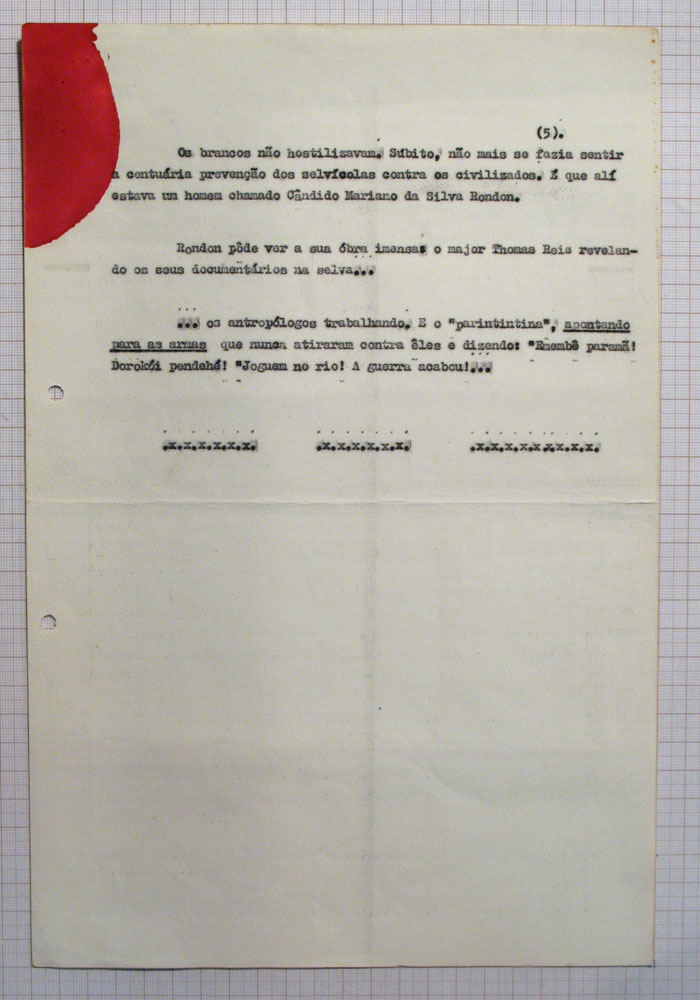 (5).
Os brancos não hostilizavam. Súbito, não mais se fazia sentir
a centuária prevenção dos selvícolas contra os civilizados. É que alí
estava um homem chamado Cândido Mariano da Silva Rondon.
Rondon pôde ver a sua óbra imensa: o major Thomas Reis revelan-
do os seus documentários na selva...
... os antropólogos trabalhando. E o "parintintina", apontando
para as armas que nunca atiraram contra êles e dizendo: "Emembê paramã!
Dorokói pendehé! "Joguem no rio! A guerra acabou!...
.x.x.x.x.x.x. .x.x.x.x.x.x. .x.x.x.x.x.x.x.x.